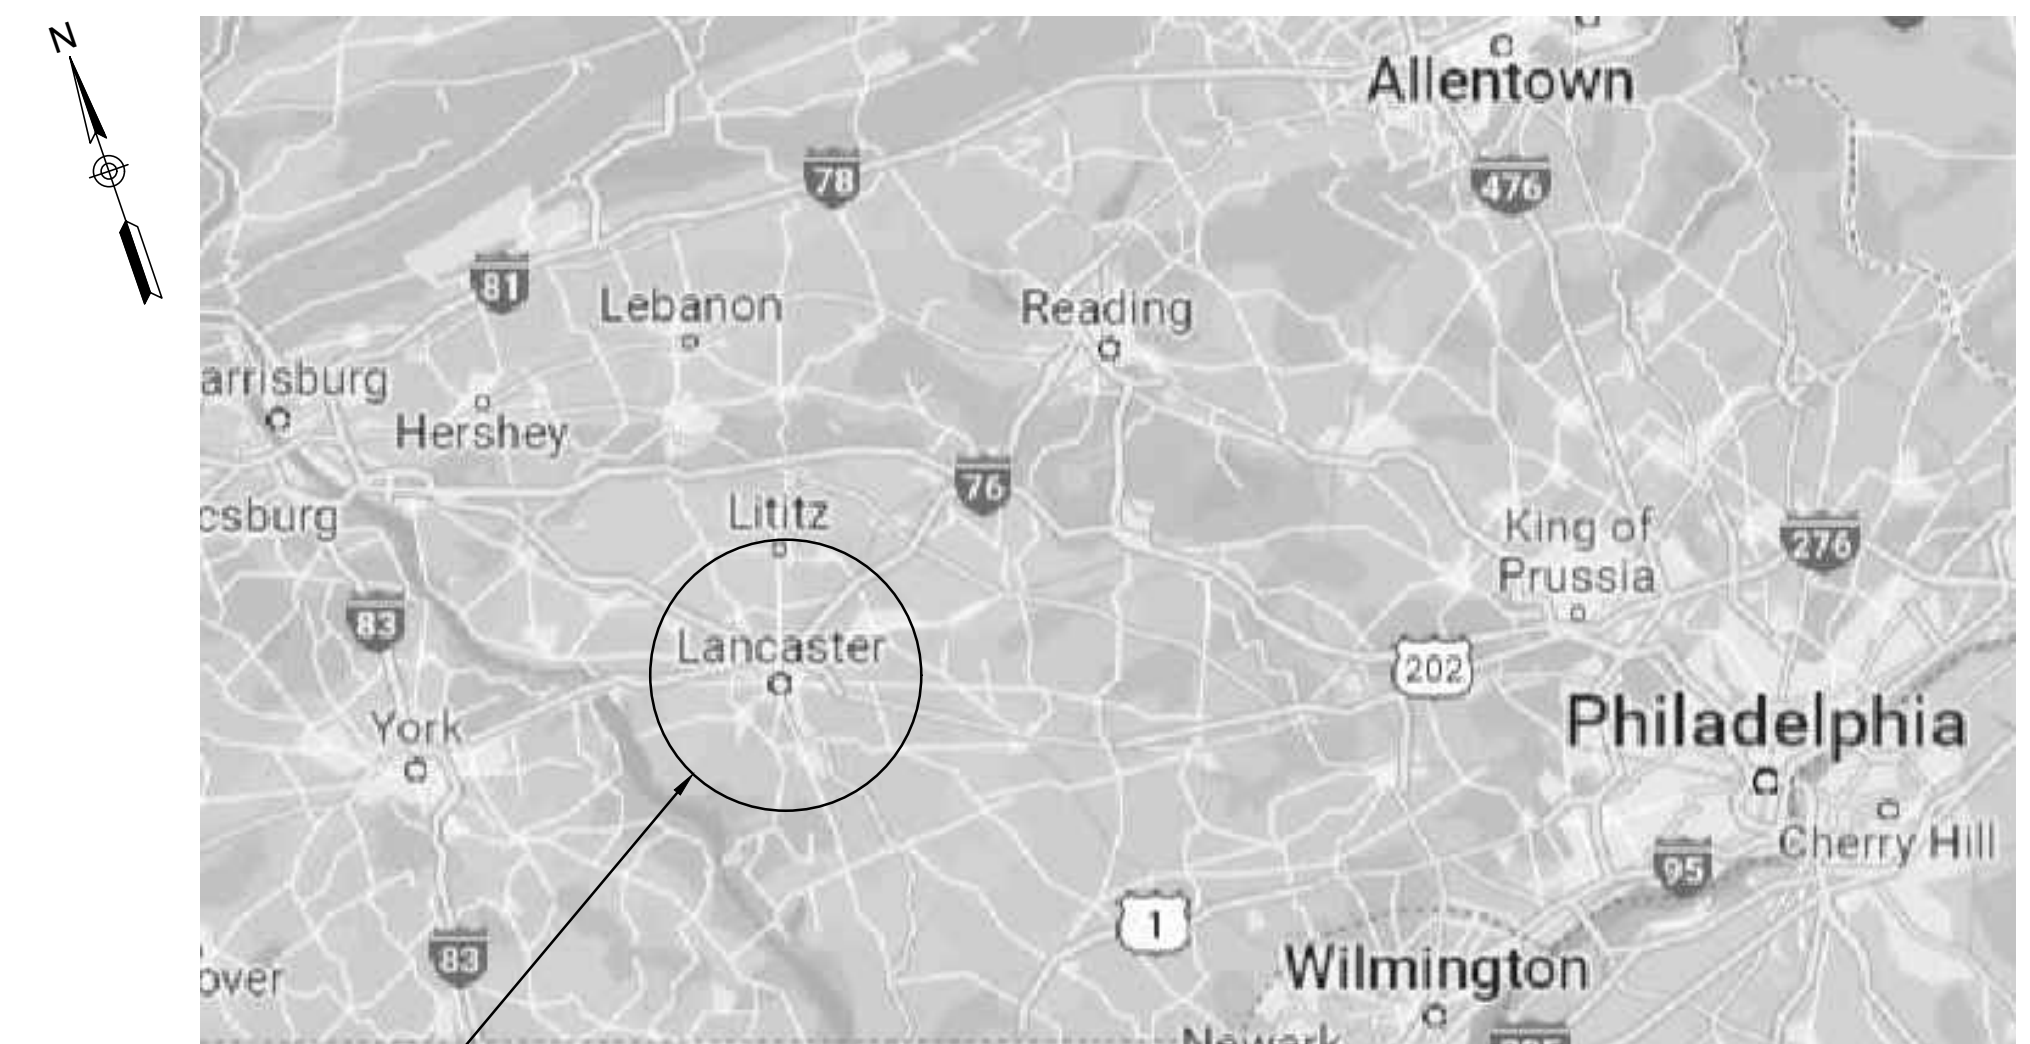 N
Allentown
78
476
81
Lebanon
Reading
arrisburg
Hershey
76
Lititz
csburg
King of
Prussia
276
83
Lancaster
202
York
Philadelphia
Cherry Hill
95
1
83
over
Wilmington
Newark